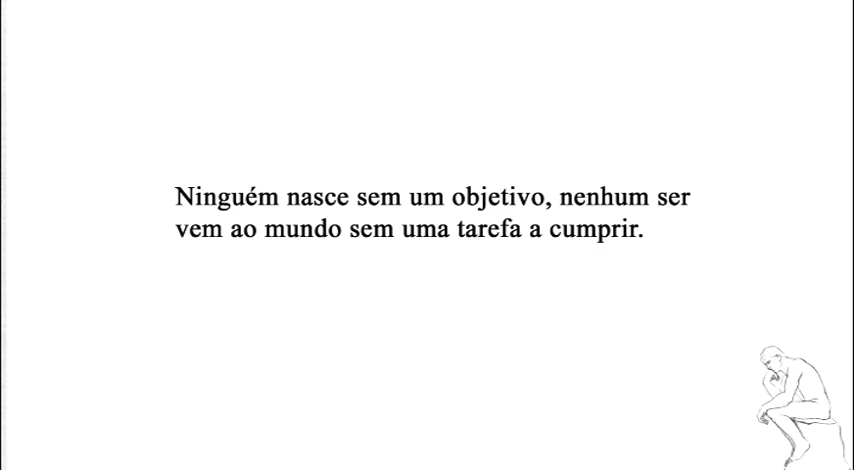 Ninguém nasce sem um objetivo, nenhum ser
vem ao mundo sem uma tarefa a cumprir.